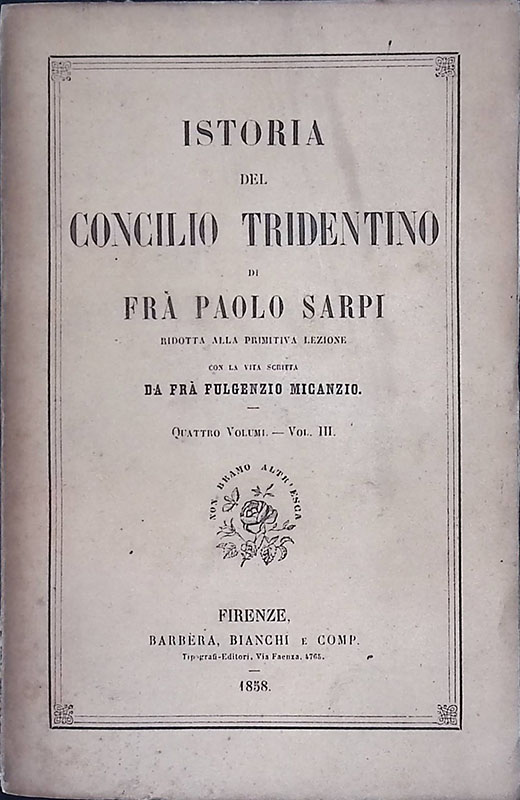 ISTORIA
DEL
CONCILIO TRIDENTINO
DI
FRÀ PAOLO SARPI
RIDOTTA ALLA PRIMITIVA LEZIONE
CON LA VITA SCRITTA
DA FRÀ FULGENZIO MICANZIO.
QUATTRO VOLUMI. — VOL. III.
NON BRAMO ALTR'ESCA
FIRENZE,
BARBÈRA, BIANCHI E COMP.
Tipografi-Editori, Via Faenza, 4765.
1858.